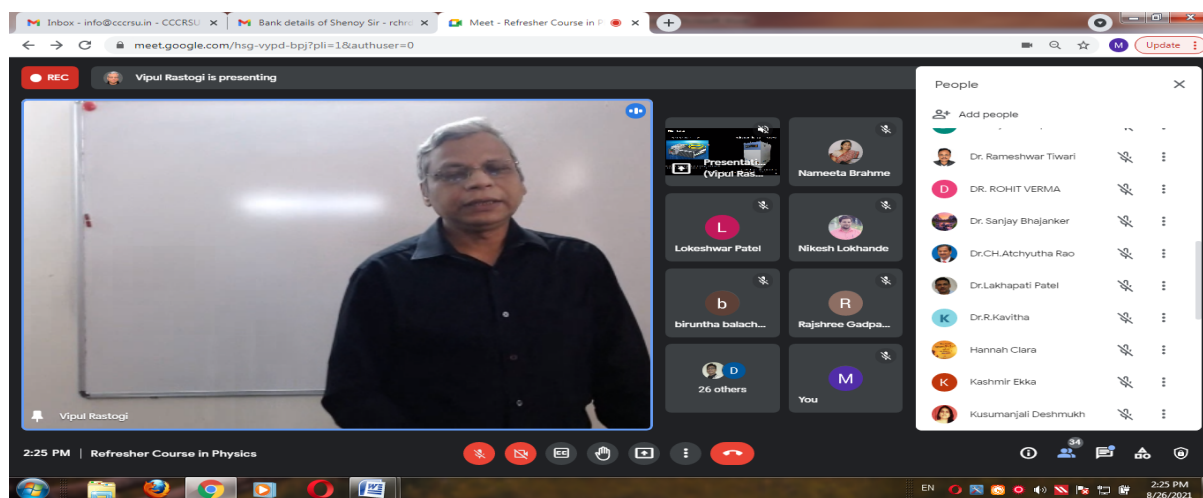 Inbox - info@cccrsu.in - CCCRSU
Bank details of Shenoy Sir - rchr
Meet - Refresher Course in P
meet.google.com/hsg-vypd-bpj?pli=1&authuser=0
M
Update
REC
Vipul Rastogi is presenting
Vipul Rastogi
Presentati...
(Vipul Ras...
Nameeta Brahme
L
Lokeshwar Patel
Nikesh Lokhande
b
biruntha balach...
R
Rajshree Gadpa...
D
26 others
M
You
People
Add people
Dr. Rameshwar Tiwari
D
DR. ROHIT VERMA
Dr. Sanjay Bhajanker
Dr.CH.Atchyutha Rao
Dr.Lakhapati Patel
K
Dr.R.Kavitha
Hannah Clara
K
Kashmir Ekka
Kusumanjali Deshmukh
2:25 PM | Refresher Course in Physics
34
EN
2:25 PM
8/26/2021